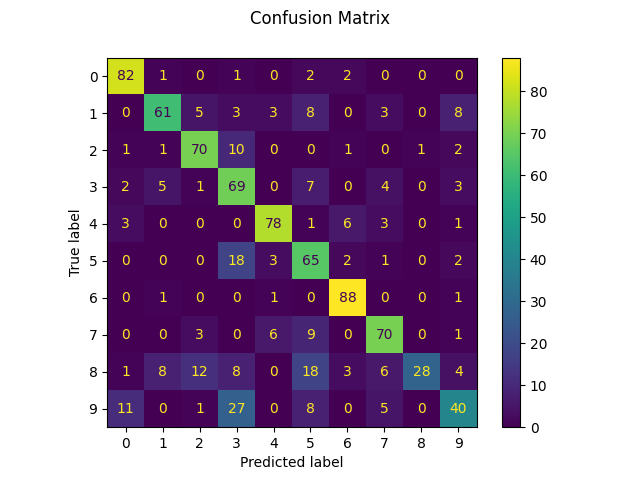 Confusion Matrix
0 82 1 0 1 0 2 2 0 0 0
1 0 61 5 3 3 8 0 3 0 8
2 1 1 70 10 0 0 1 0 1 2
3 2 5 1 69 0 7 0 4 0 3
4 3 0 0 0 78 1 6 3 0 1
5 0 0 0 18 3 65 2 1 0 2
6 0 1 0 0 1 0 88 0 0 1
7 0 0 3 0 6 9 0 70 0 1
8 1 8 12 8 0 18 3 6 28 4
9 11 0 1 27 0 8 0 5 0 40
0 1 2 3 4 5 6 7 8 9
Predicted label
True label
80
70
60
50
40
30
20
10
0